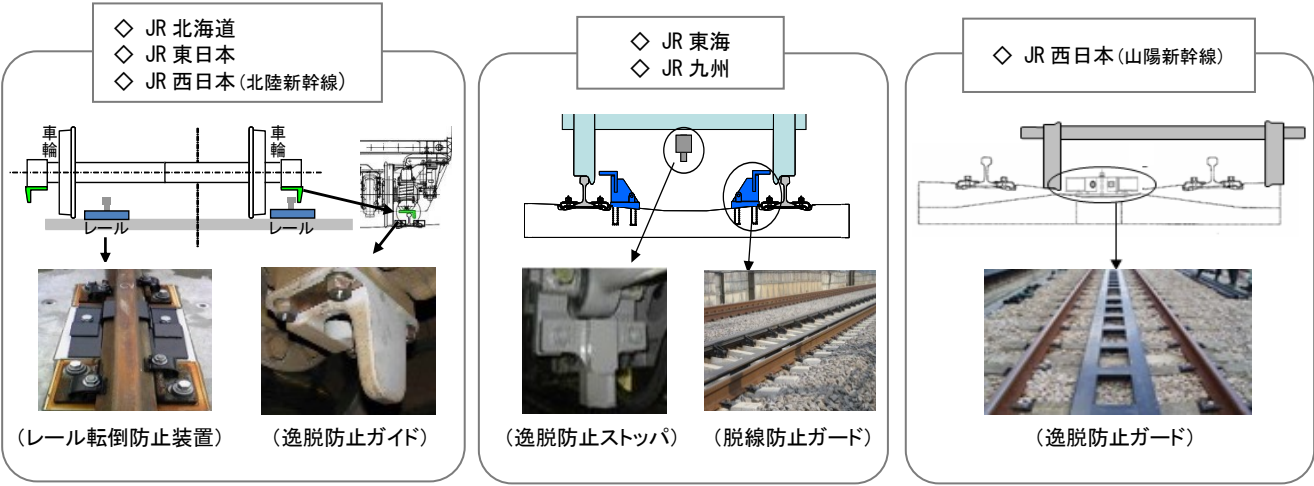 ◇ JR 北海道
◇ JR 東日本
◇ JR 西日本（北陸新幹線）
車輪
車輪
レール
レール
（レール転倒防止装置）
（逸脱防止ガイド）
◇ JR 東海
◇ JR 九州
（逸脱防止ストッパ）
（脱線防止ガード）
◇ JR 西日本（山陽新幹線）
（逸脱防止ガード）